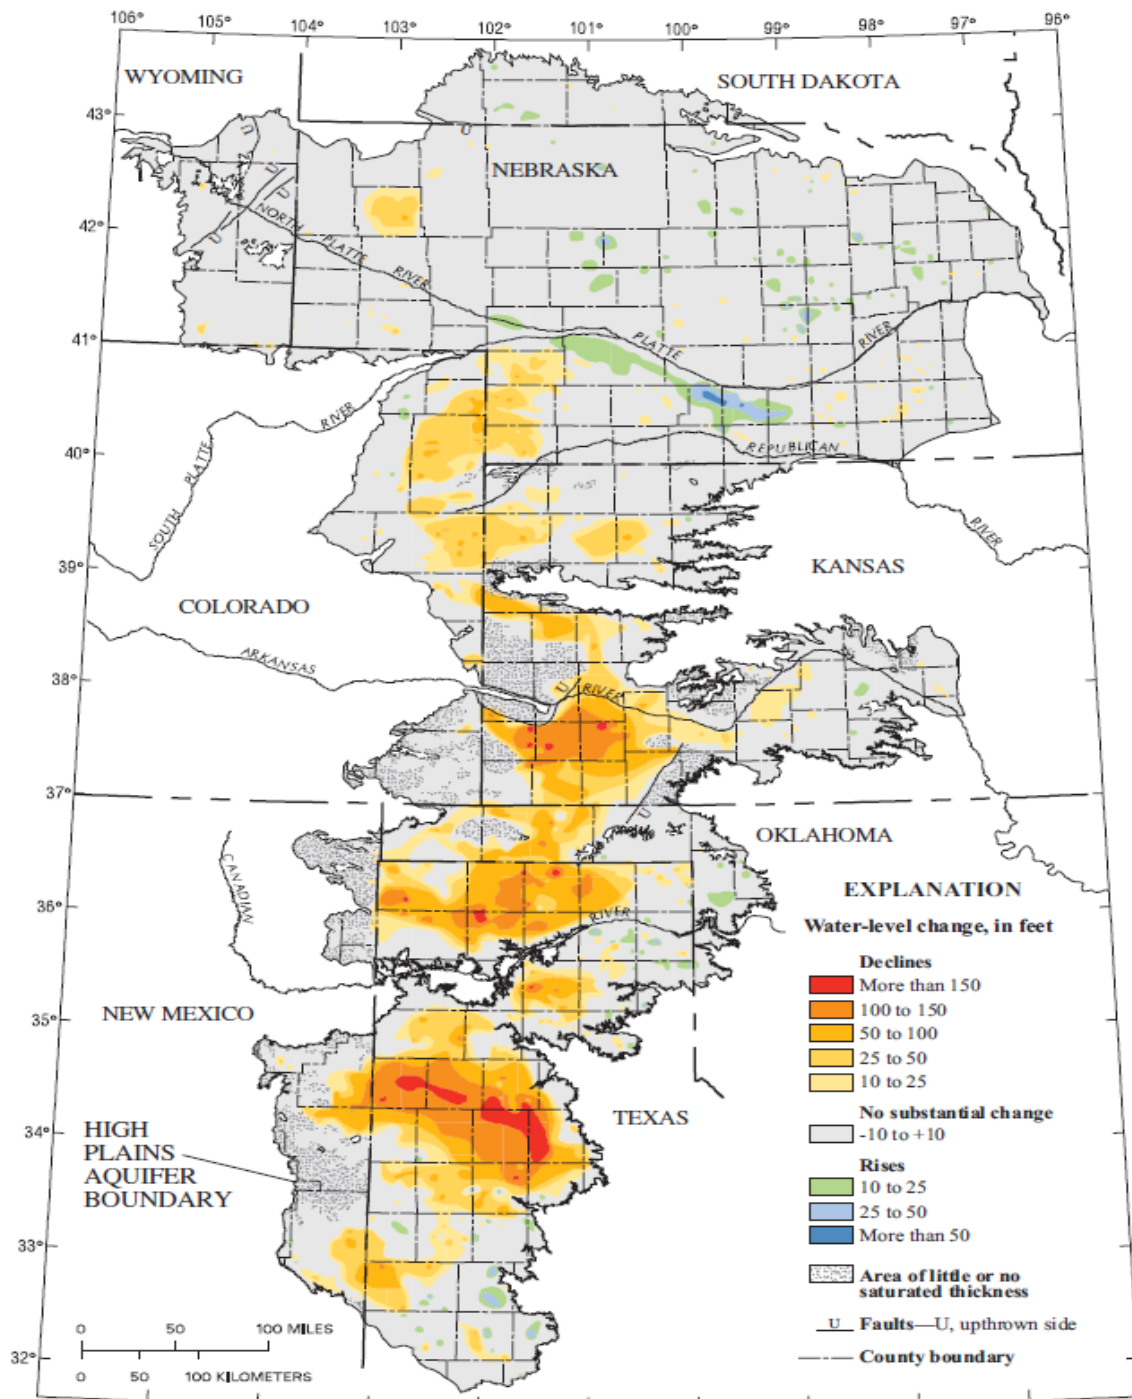 106°
105°
104°
103°
102°
101°
100°
99°
98°
97°
96°
WYOMING
SOUTH DAKOTA
43°
U
U
NEBRASKA
U
U
42°
NORTH PLATTE RIVER
U
41°
PLATTE RIVER
SOUTH PLATTE RIVER
REPUBLICAN RIVER
40°
39°
KANSAS
COLORADO
ARKANSAS RIVER
38°
U
37°
U
OKLAHOMA
CANADIAN RIVER
36°
NEW MEXICO
35°
TEXAS
34°
HIGH
PLAINS
AQUIFER
BOUNDARY
33°
32°
0 50 100 MILES
0 50 100 KILOMETERS
EXPLANATION
Water-level change, in feet
Declines
More than 150
100 to 150
50 to 100
25 to 50
10 to 25
No substantial change
-10 to +10
Rises
10 to 25
25 to 50
More than 50
Area of little or no
saturated thickness
U Faults—U, upthrown side
County boundary